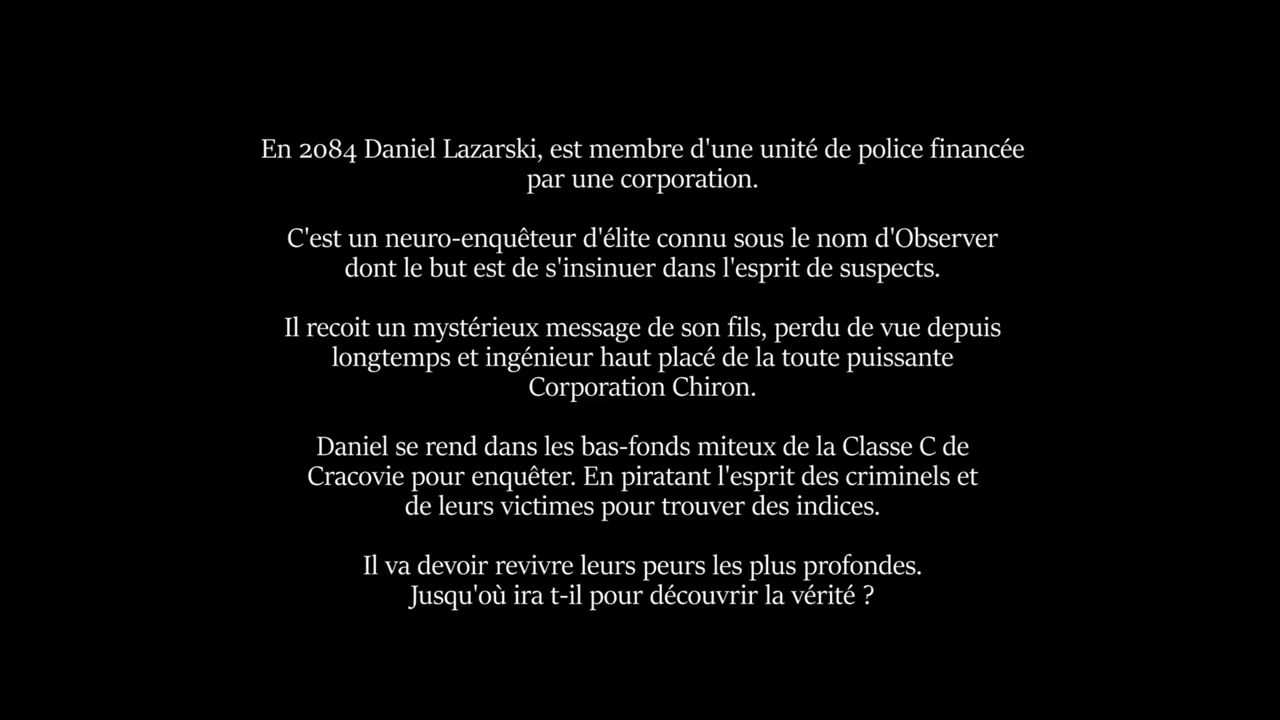 En 2084 Daniel Lazarski, est membre d'une unité de police financée
par une corporation.
C'est un neuro-enquêteur d'élite connu sous le nom d'Observer
dont le but est de s'insinuer dans l'esprit de suspects.
Il recoit un mystérieux message de son fils, perdu de vue depuis
longtemps et ingénieur haut placé de la toute puissante
Corporation Chiron.
Daniel se rend dans les bas-fonds miteux de la Classe C de
Cracovie pour enquêter. En piratant l'esprit des criminels et
de leurs victimes pour trouver des indices.
Il va devoir revivre leurs peurs les plus profondes.
Jusqu'où ira t-il pour découvrir la vérité ?